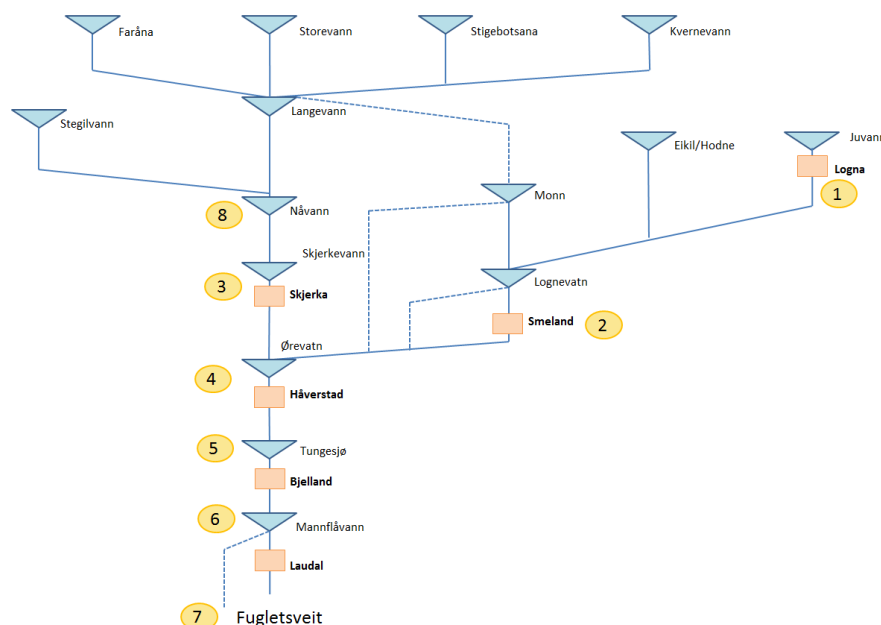 Faråna
Storevann
Stigebotsana
Kvernevann
Langevann
Stegilvann
Eikil/Hodne
Juvann
Logna
1
Monn
8
Nåvann
Skjerkevann
3
Skjerka
Lognevatn
Smeland
2
Ørevatn
4
Håverstad
5
Tungesjø
Bjelland
6
Mannflåvann
Laudal
7
Fugletsveit